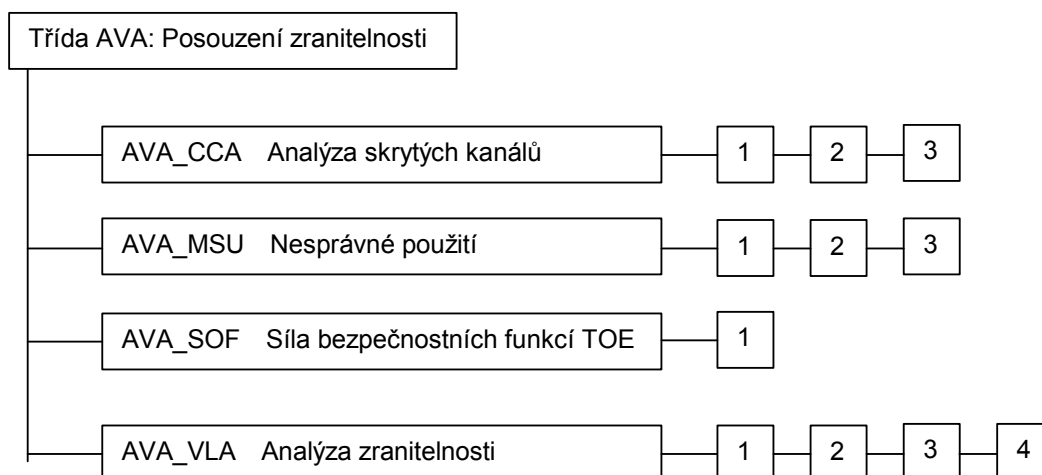 Třída AVA: Posouzení zranitelnosti
AVA_CCA Analýza skrytých kanálů 1 2 3
AVA_MSU Nesprávné použití 1 2 3
AVA_SOF Síla bezpečnostních funkcí TOE 1
AVA_VLA Analýza zranitelnosti 1 2 3 4